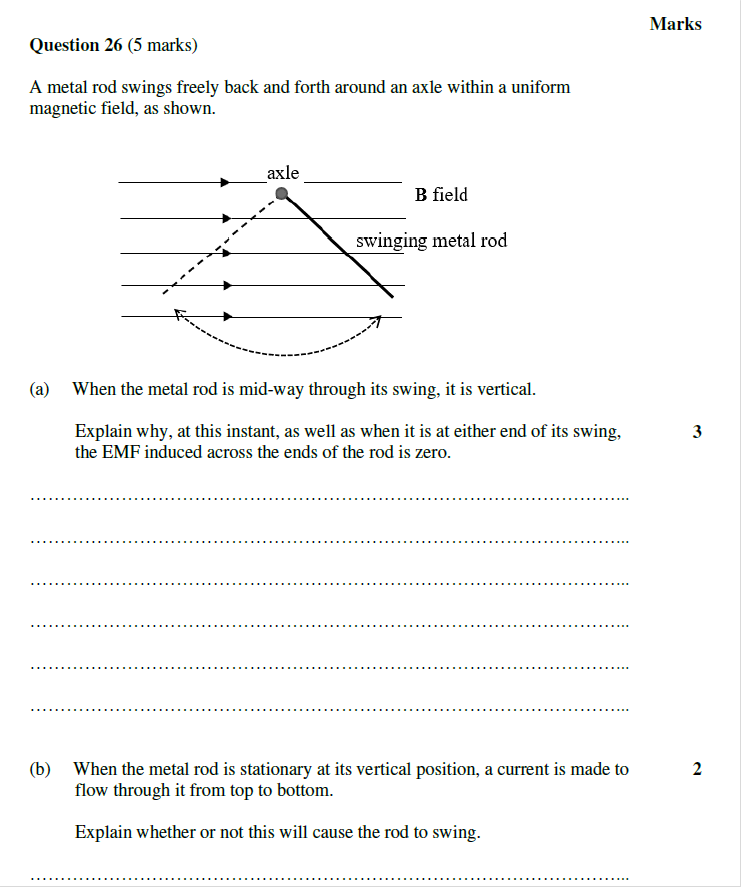 Marks
Question 26 (5 marks)
A metal rod swings freely back and forth around an axle within a uniform
magnetic field, as shown.
axle
B field
swinging metal rod
(a) When the metal rod is mid-way through its swing, it is vertical.
Explain why, at this instant, as well as when it is at either end of its swing, 3
the EMF induced across the ends of the rod is zero.
(b) When the metal rod is stationary at its vertical position, a current is made to 2
flow through it from top to bottom.
Explain whether or not this will cause the rod to swing.